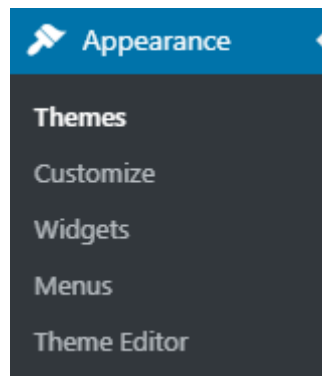 Appearance
Themes
Customize
Widgets
Menus
Theme Editor